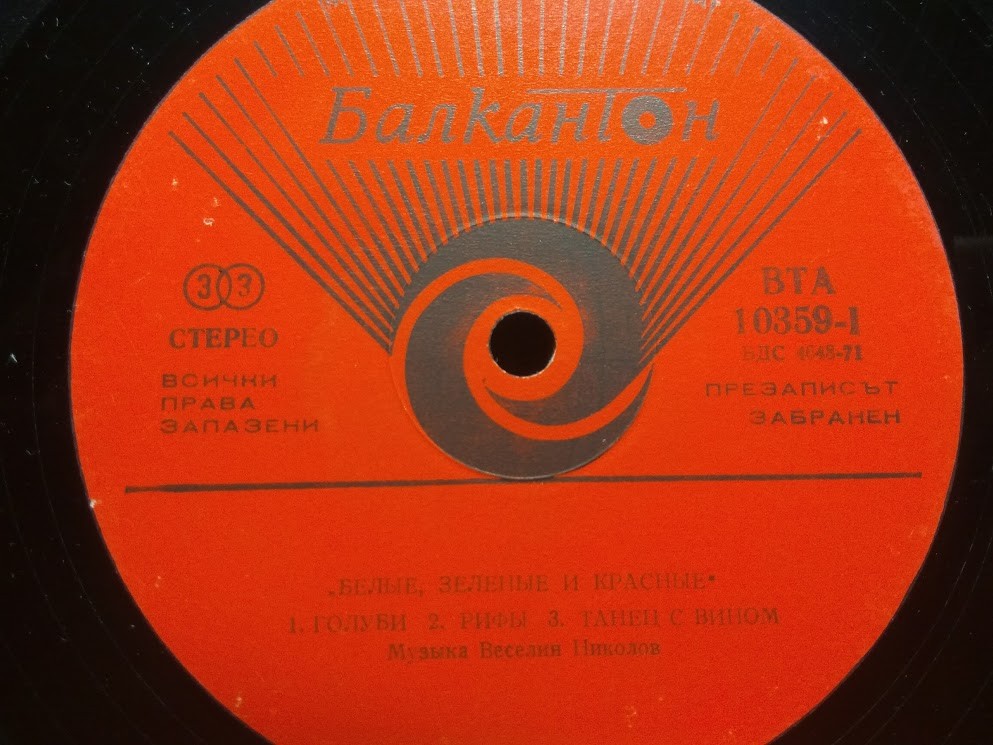 Балкантон
33
СТЕРЕО
ВСИЧКИ
ПРАВА
ЗАПАЗЕНИ
ВТА
10359-I
БДС 4048-71
ПРЕЗАПИСЪТ
ЗАБРАНЕН
„БЕЛЫЕ, ЗЕЛЕНЫЕ И КРАСНЫЕ“
1. ГОЛУБИ 2. РИФЫ 3. ТАНЕЦ С ВИНОМ
Музыка Веселин Николов